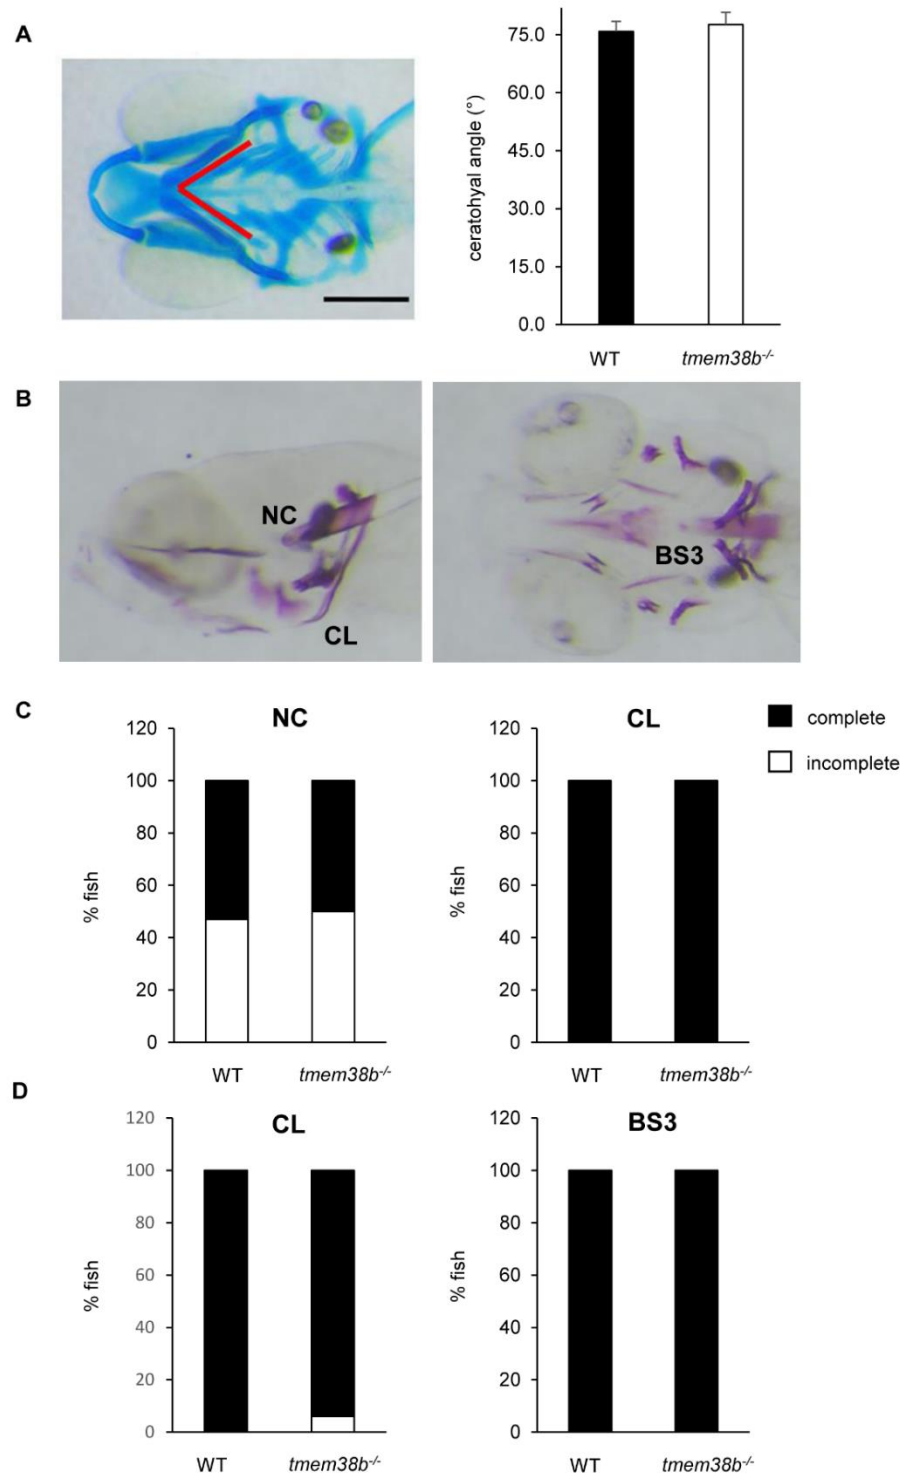 A
ceratohyal angle (°)
75.0
60.0
45.0
30.0
15.0
0.0
WT tmem38b-/-
B
NC
CL
BS3
C
NC
120
100
80
60
40
20
0
% fish
WT tmem38b-/-
CL
120
100
80
60
40
20
0
% fish
WT tmem38b-/-
complete
incomplete
D
CL
120
100
80
60
40
20
0
% fish
WT tmem38b-/-
BS3
120
100
80
60
40
20
0
% fish
WT tmem38b-/-